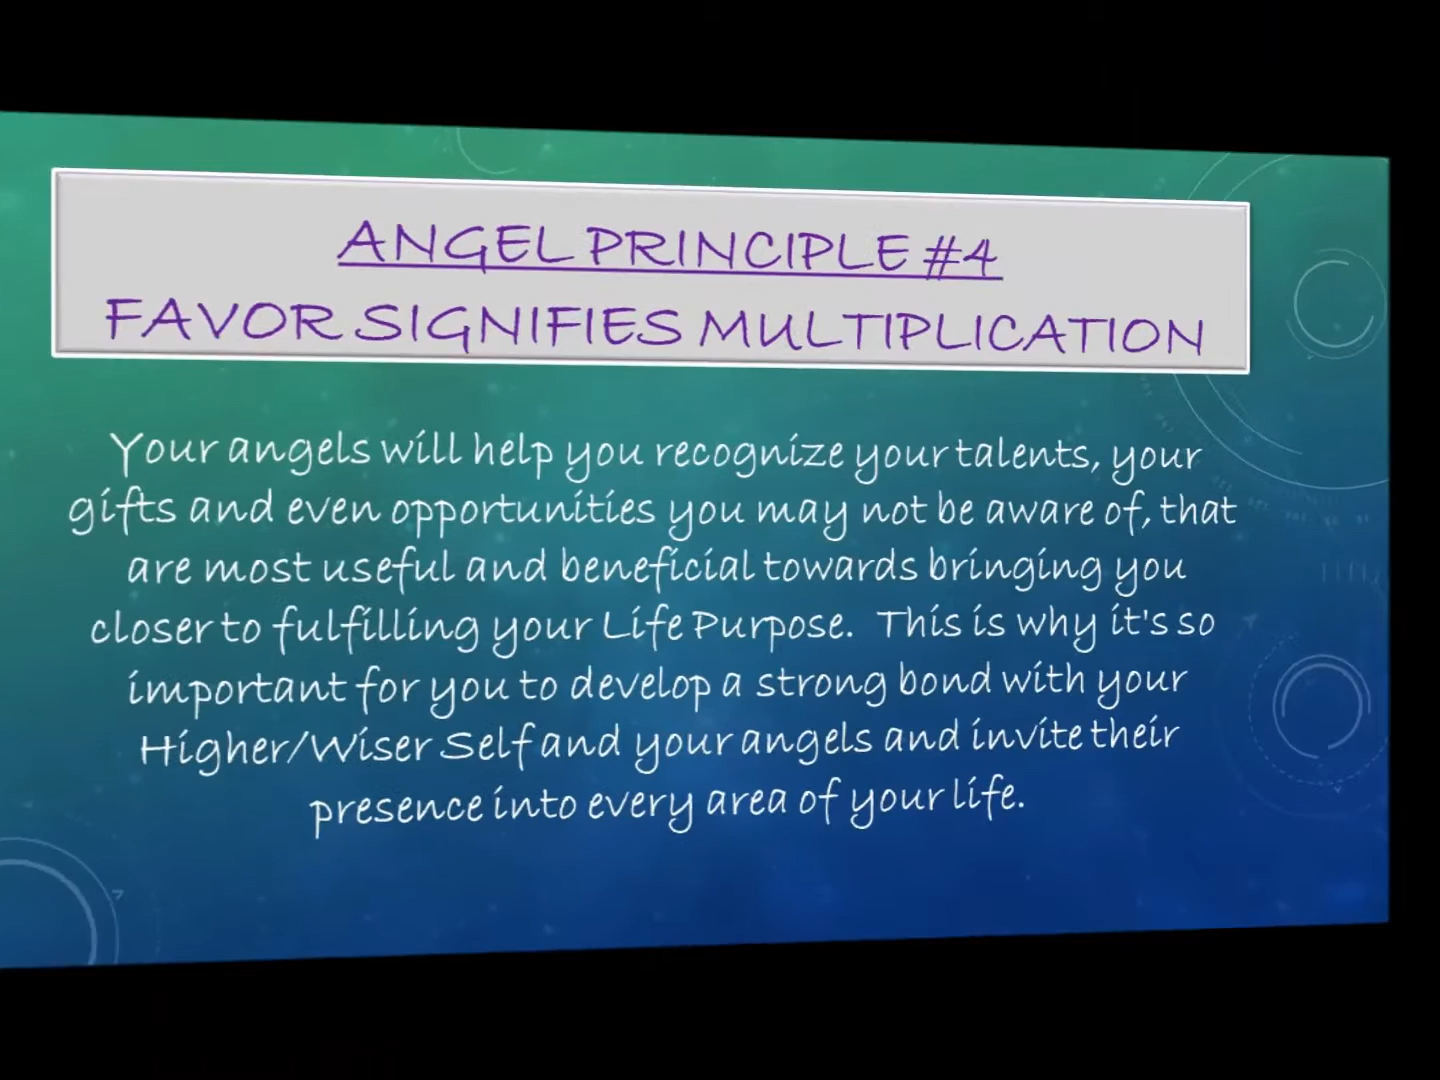 ANGEL PRINCIPLE #4
FAVOR SIGNIFIES MULTIPLICATION
Your angels will help you recognize your talents, your
gifts and even opportunities you may not be aware of, that
are most useful and beneficial towards bringing you
closer to fulfilling your Life Purpose. This is why it's so
important for you to develop a strong bond with your
Higher/Wiser Self and your angels and invite their
presence into every area of your life.